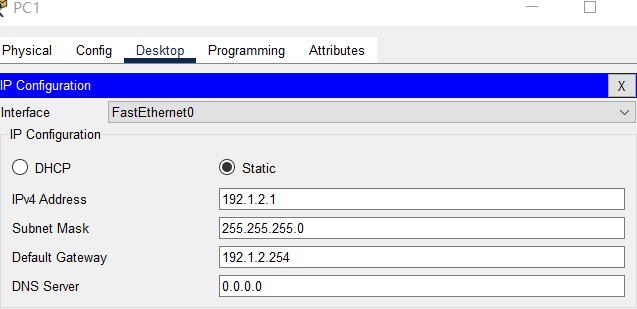 PC1
Physical Config Desktop Programming Attributes
IP Configuration X
Interface FastEthernet0
IP Configuration
DHCP Static
IPv4 Address 192.1.2.1
Subnet Mask 255.255.255.0
Default Gateway 192.1.2.254
DNS Server 0.0.0.0